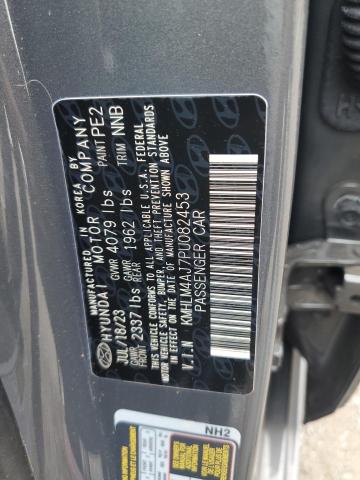 MANUFACTURED IN KOREA BY
HYUNDAI MOTOR COMPANY
JUL/18/23 GVWR 4079 lbs PAINT PE2
GAWR FRONT 2337 lbs GAWR REAR 1962 lbs TRIM NNB
THIS VEHICLE CONFORMS TO ALL APPLICABLE U.S.A. FEDERAL
MOTOR VEHICLE SAFETY, BUMPER, AND THEFT PREVENTION STANDARDS
IN EFFECT ON THE DATE OF MANUFACTURE SHOWN ABOVE
V.I.N KMHLM4AJ7PU082453
PASSENGER CAR
NH2